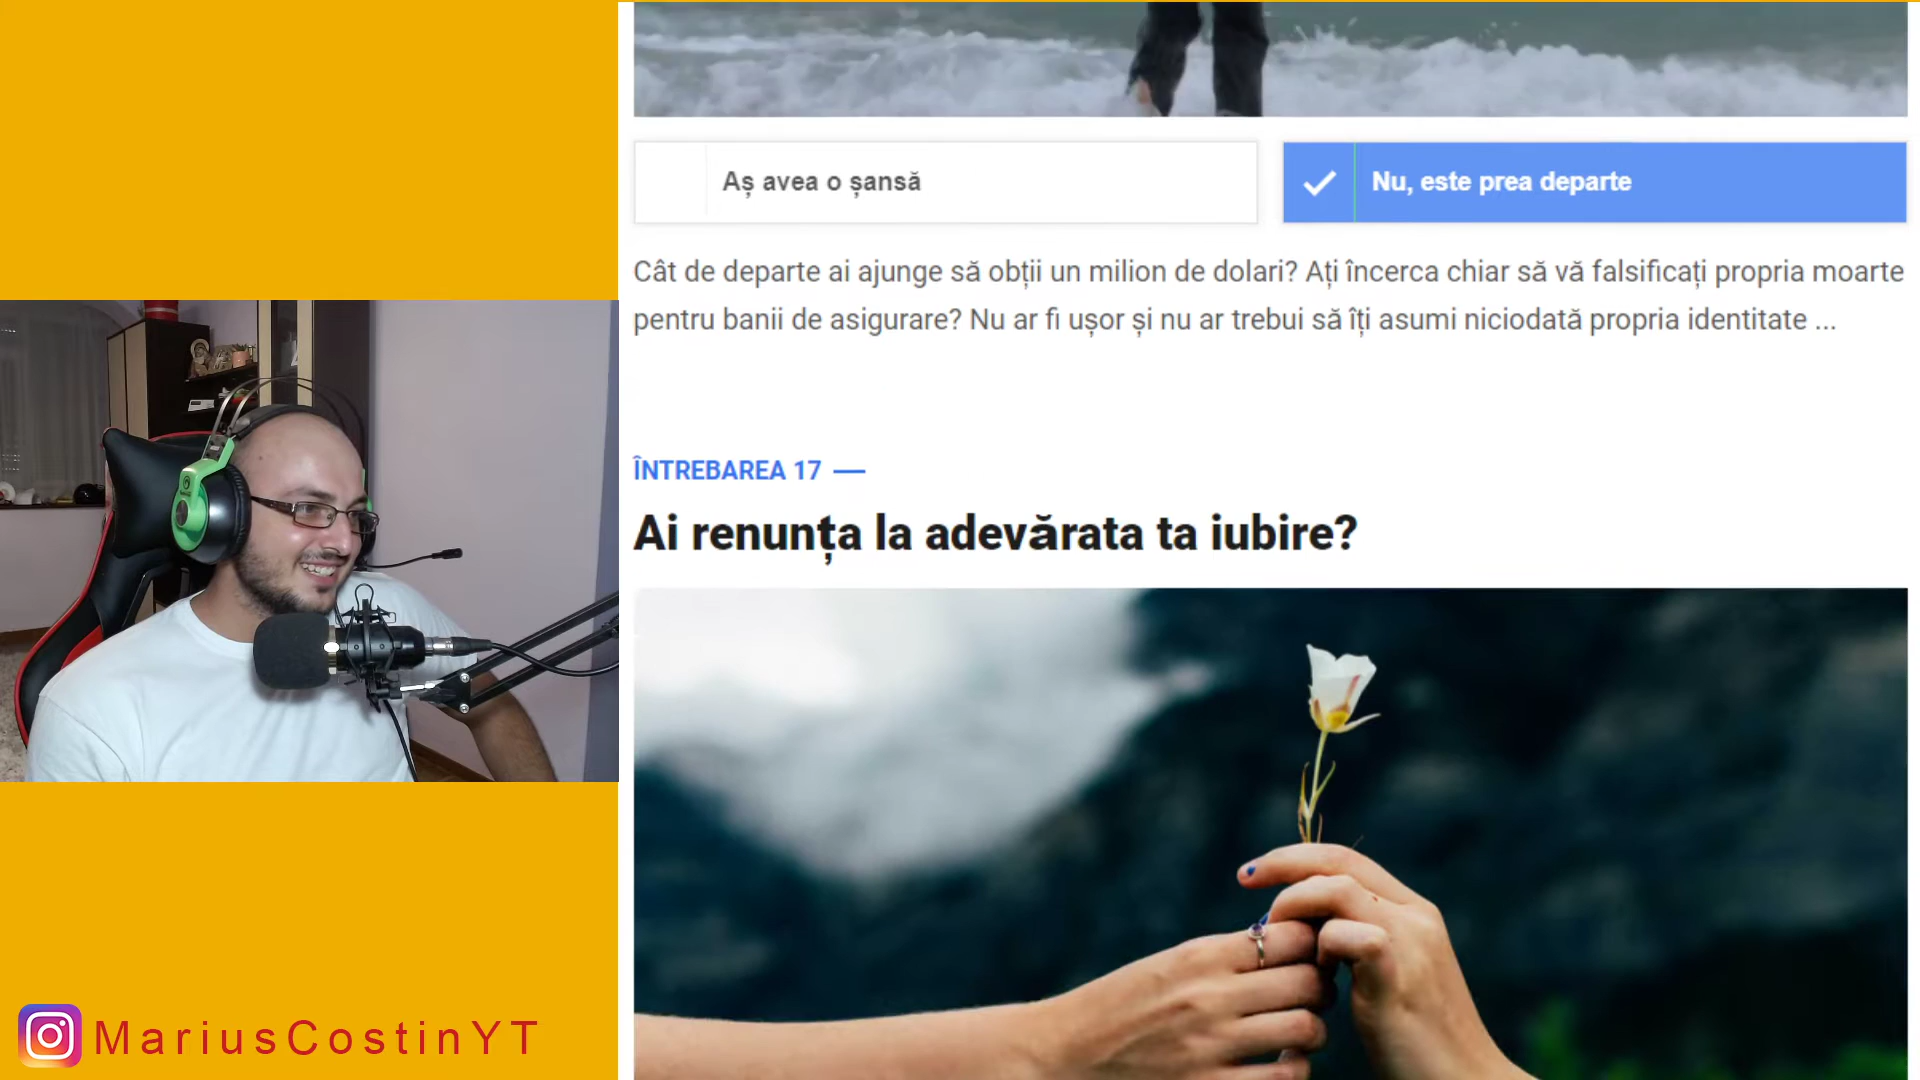 Aș avea o șansă
Nu, este prea departe
Cât de departe ai ajunge să obții un milion de dolari? Ați încerca chiar să vă falsificați propria moarte
pentru banii de asigurare? Nu ar fi ușor și nu ar trebui să îți asumi niciodată propria identitate ...
ÎNTREBAREA 17
Ai renunța la adevărata ta iubire?
MariusCostinYT